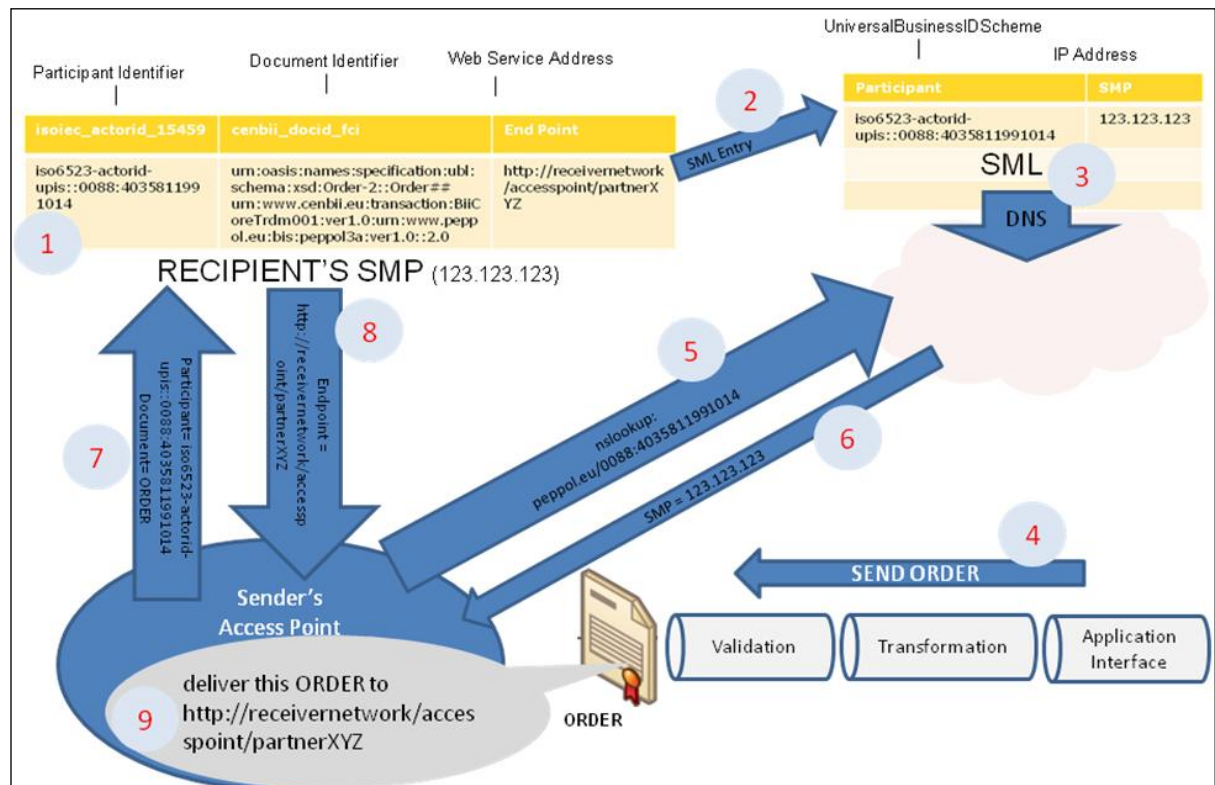 UniversalBusinessIDScheme
Participant Identifier
Document Identifier
Web Service Address
IP Address
isoiec_actorid_15459
cenbii_docid_fci
End Point
iso6523-actorid-
upis::0088:403581199
1014
urn:oasis:names:specification:ubl:
schema:xsd:Order-2::Order##
urn:www.cenbii.eu:transaction:BiiC
oreTrdm001:ver1.0:urn:www.pepp
ol.eu:bis:peppol3a:ver1.0::2.0
http://receivernetwork
/accesspoint/partnerX
YZ
1
RECIPIENT'S SMP (123.123.123)
2
SML Entry
Participant
SMP
iso6523-actorid-
upis::0088:4035811991014
123.123.123
SML
3
DNS
7
Participant= iso6523-actorid-
upis::0088:4035811991014
Document= ORDER
8
Endpoint =
http://receivernetwork/accessp
oint/partnerXYZ
5
nslookup:
peppol.eu/0088:4035811991014
6
SMP = 123.123.123
4
SEND ORDER
Validation
Transformation
Application
Interface
Sender's
Access Point
9
deliver this ORDER to
http://receivernetwork/acces
spoint/partnerXYZ
ORDER